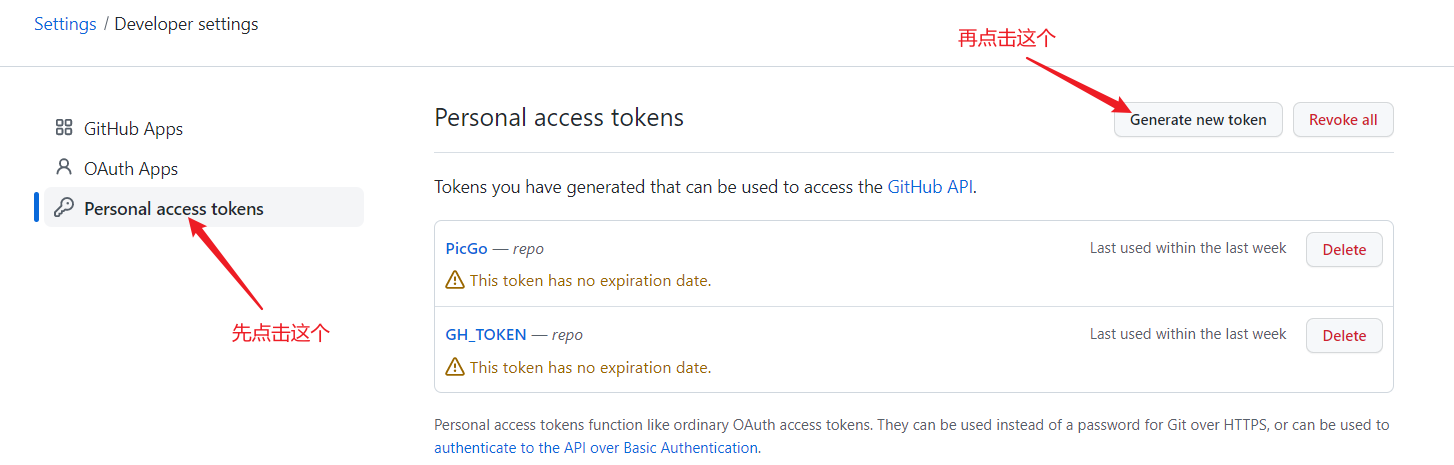 Settings / Developer settings
再点击这个
GitHub Apps
OAuth Apps
Personal access tokens
先点击这个
Personal access tokens
Generate new token
Revoke all
Tokens you have generated that can be used to access the GitHub API.
PicGo — repo
Last used within the last week
Delete
This token has no expiration date.
GH_TOKEN — repo
Last used within the last week
Delete
This token has no expiration date.
Personal access tokens function like ordinary OAuth access tokens. They can be used instead of a password for Git over HTTPS, or can be used to
authenticate to the API over Basic Authentication.